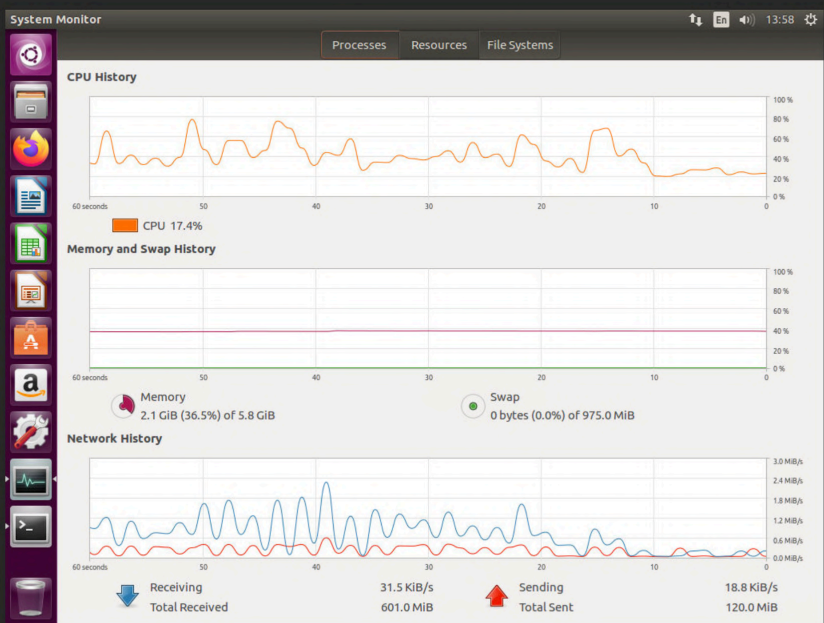 System Monitor En 13:58
Processes Resources File Systems
CPU History
100 %
80 %
60 %
40 %
20 %
0 %
60 seconds 50 40 30 20 10 0
CPU 17.4%
Memory and Swap History
100 %
80 %
60 %
40 %
20 %
0 %
60 seconds 50 40 30 20 10 0
Memory Swap
2.1 GiB (36.5%) of 5.8 GiB 0 bytes (0.0%) of 975.0 MiB
Network History
3.0 MiB/s
2.4 MiB/s
1.8 MiB/s
1.2 MiB/s
0.6 MiB/s
0.0 MiB/s
60 seconds 50 40 30 20 10 0
Receiving 31.5 KiB/s Sending 18.8 KiB/s
Total Received 601.0 MiB Total Sent 120.0 MiB